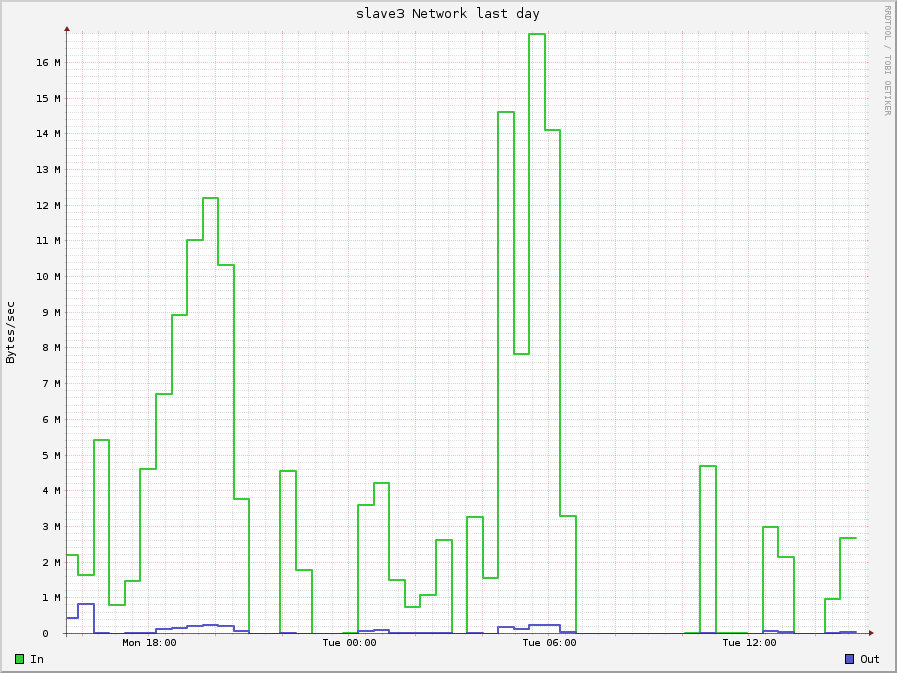 slave3 Network last day
RRDTOOL / TOBI OETIKER
Bytes/sec
16 M
15 M
14 M
13 M
12 M
11 M
10 M
9 M
8 M
7 M
6 M
5 M
4 M
3 M
2 M
1 M
0
Mon 18:00 Tue 00:00 Tue 06:00 Tue 12:00
In Out